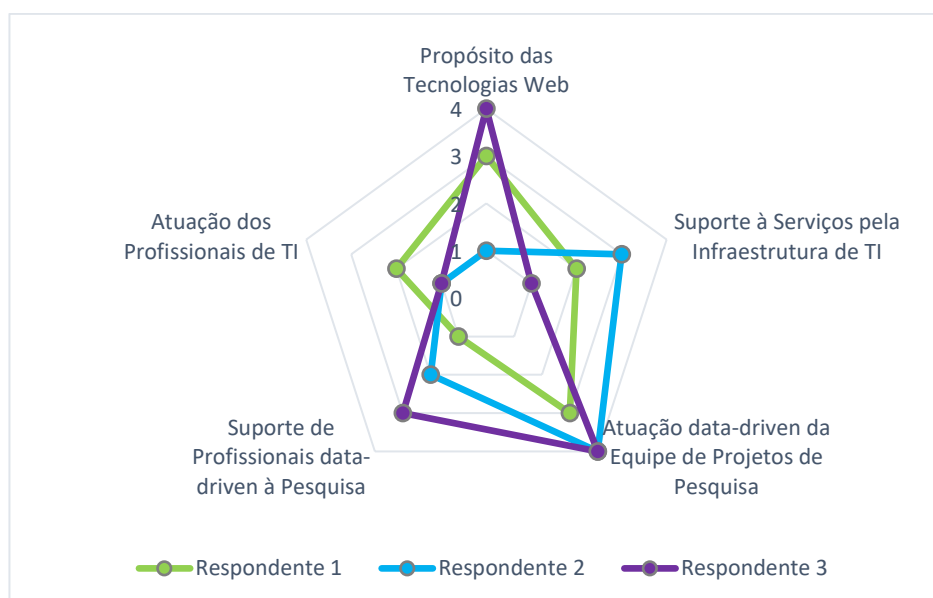 Propósito das
Tecnologias Web
4
3
2
1
0
Suporte à Serviços pela
Infraestrutura de TI
Atuação data-driven da
Equipe de Projetos de
Pesquisa
Suporte de
Profissionais data-
driven à Pesquisa
Atuação dos
Profissionais de TI
Respondente 1
Respondente 2
Respondente 3